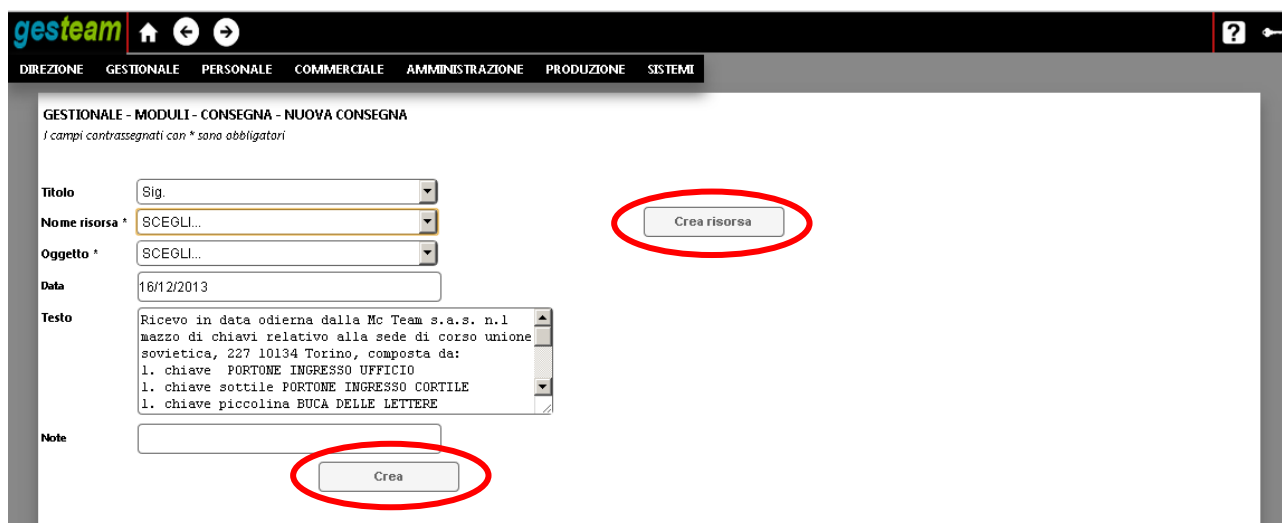 gesteam
?
DIREZIONE GESTIONALE PERSONALE COMMERCIALE AMMINISTRAZIONE PRODUZIONE SISTEMI
GESTIONALE - MODULI - CONSEGNA - NUOVA CONSEGNA
I campi contrassegnati con * sono obbligatori
Titolo Sig.
Nome risorsa * SCEGLI... Crea risorsa
Oggetto * SCEGLI...
Data 16/12/2013
Testo Ricevo in data odierna dalla Mc Team s.a.s. n.1
mazzo di chiavi relativo alla sede di corso unione
sovietica, 227 10134 Torino, composta da:
1. chiave PORTONE INGRESSO UFFICIO
1. chiave sottile PORTONE INGRESSO CORTILE
1. chiave piccolina BUCA DELLE LETTERE
Note
Crea